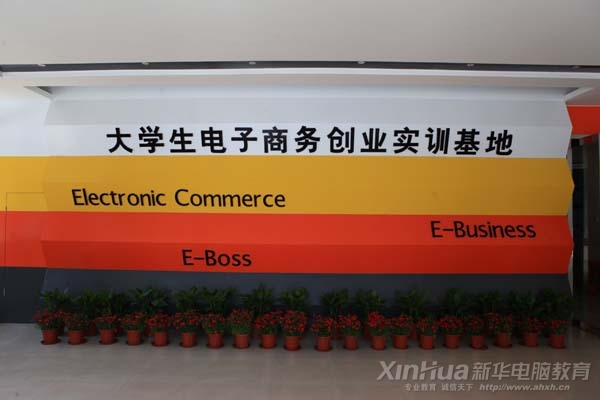 大学生电子商务创业实训基地
Electronic Commerce
E-Business
E-Boss
XinHua新华电脑教育
专业教育 诚信天下 http://www.ahxh.cn